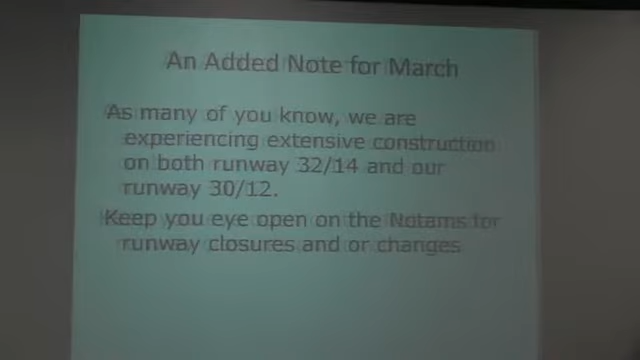 An Added Note for March
As many of you know, we are
experiencing extensive construction
on both runway 32/14 and our
runway 30/12.
Keep you eye open on the Notams for
runway closures and or changes